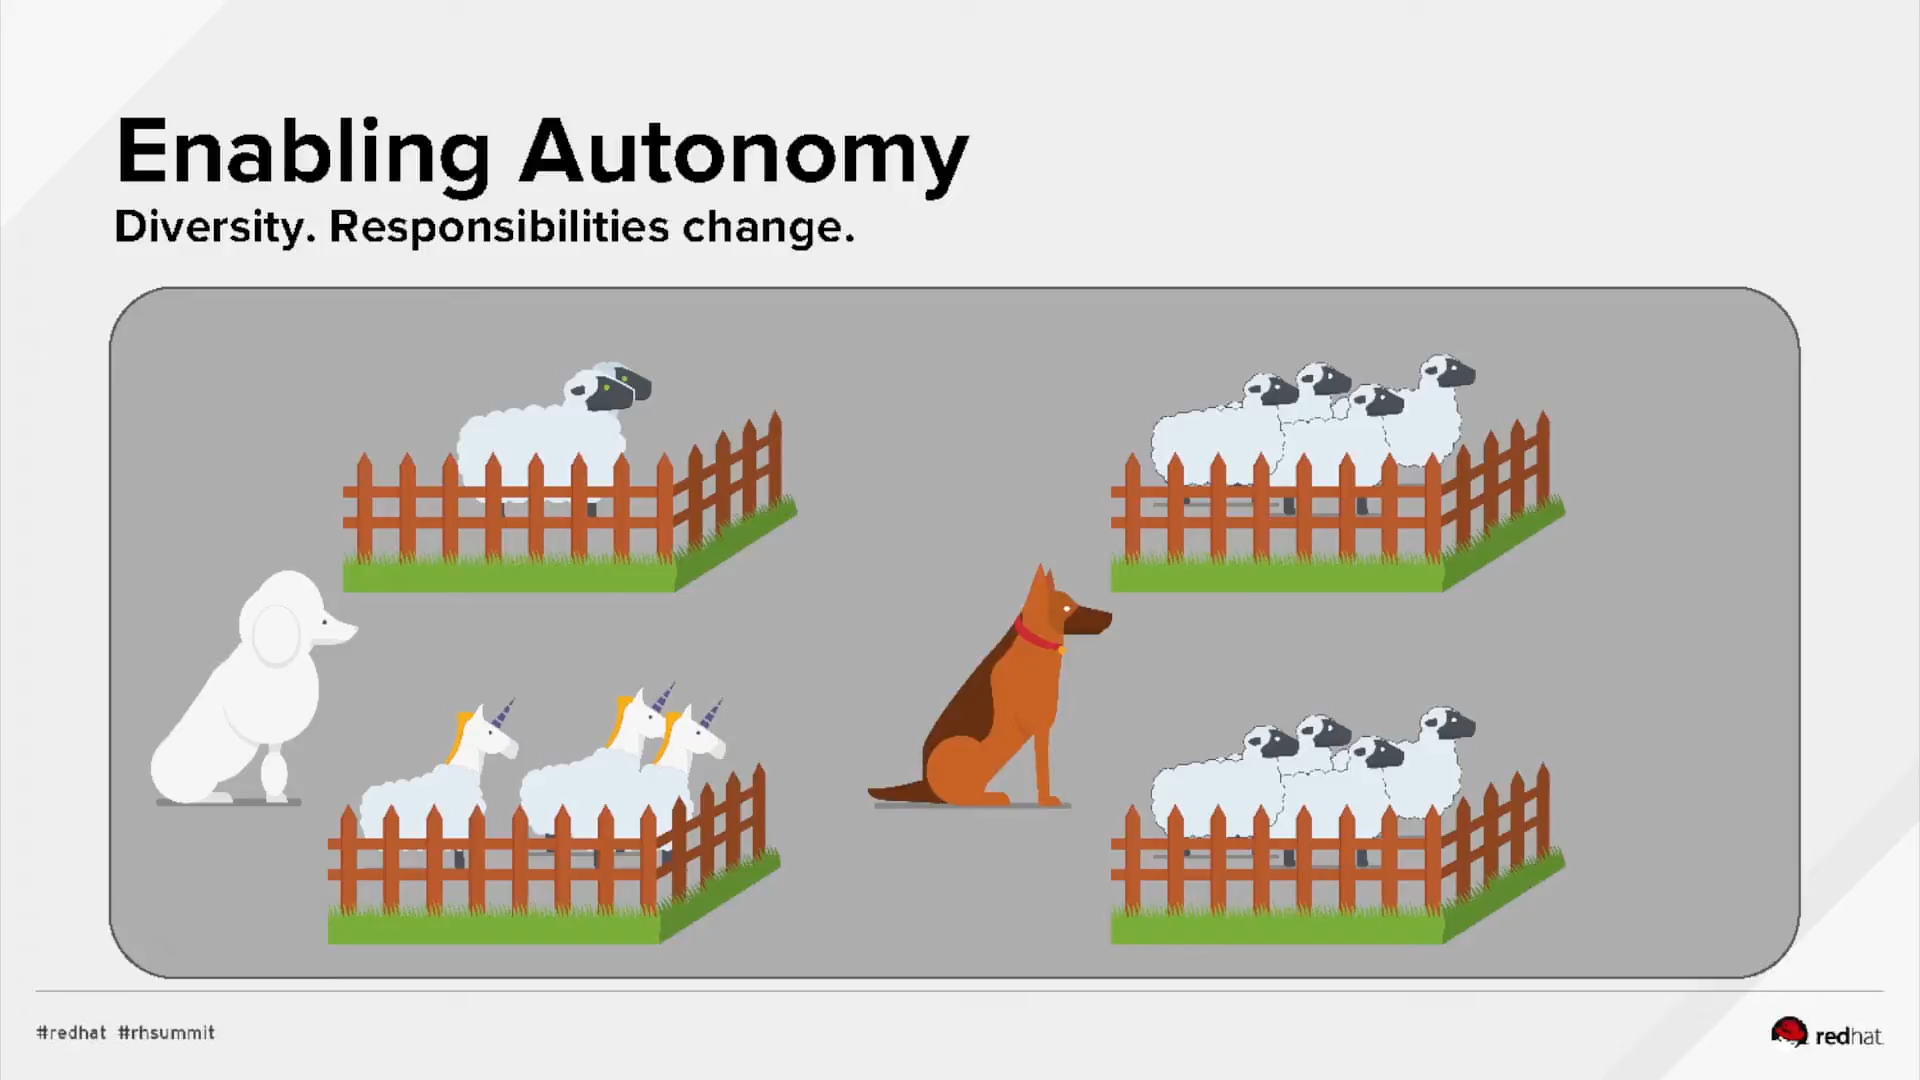 Enabling Autonomy
Diversity. Responsibilities change.
#redhat #rhsummit
redhat